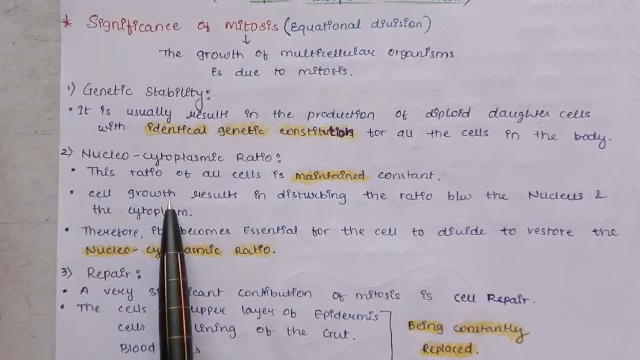 * Significance of mitosis (Equational division)
The growth of multicellular organisms
is due to mitosis.
1) Genetic Stability:
• It is usually results in the production of diploid daughter cells
with identical genetic constitution for all the cells in the body.
2) Nucleo-cytoplasmic Ratio:
• This ratio of all cells is maintained constant.
• cell growth results in disturbing the ratio b/w the Nucleus &
the cytoplasm.
• Therefore, it becomes Essential for the cell to divide to restore the
Nucleo-cytoplasmic Ratio.
3) Repair:
• A very significant contribution of mitosis is cell Repair.
• The cells upper layer of Epidermis
cells lining of the Gut.
Blood
Being constantly
Replaced.